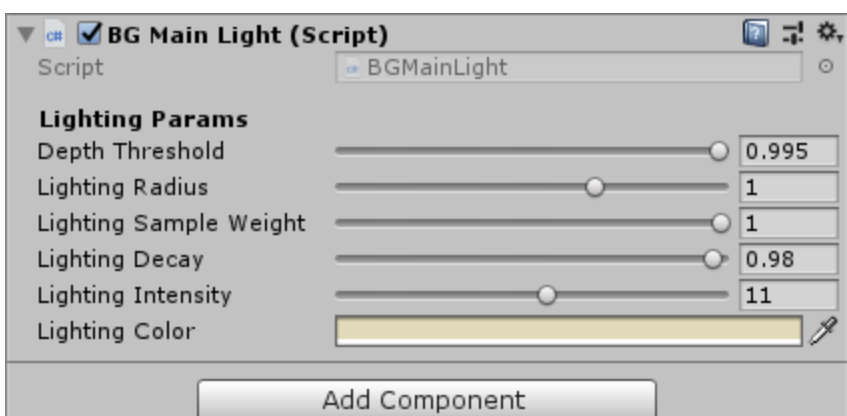 BG Main Light (Script)
Script BGMainLight
Lighting Params
Depth Threshold 0.995
Lighting Radius 1
Lighting Sample Weight 1
Lighting Decay 0.98
Lighting Intensity 11
Lighting Color
Add Component